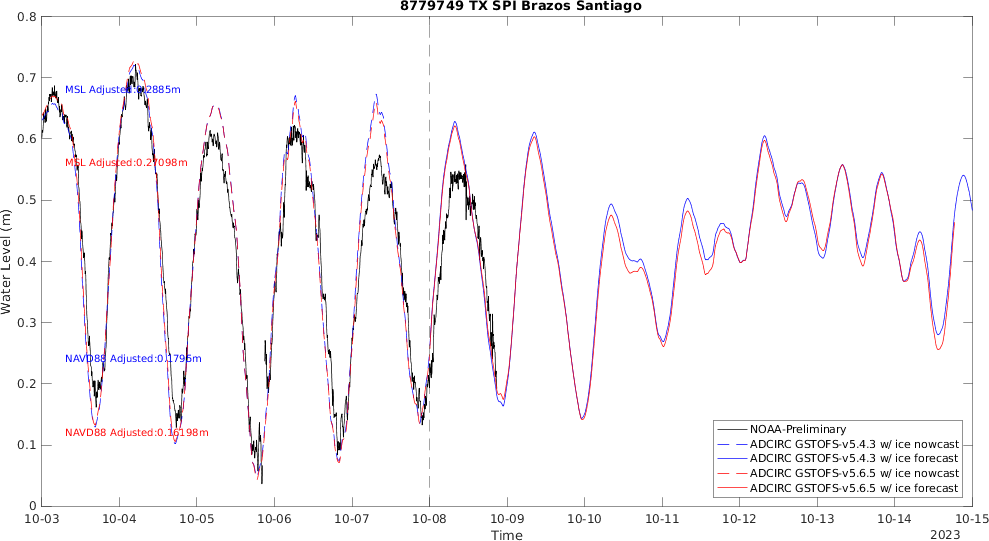 8779749 TX SPI Brazos Santiago
Water Level (m)
0.8
0.7
0.6
0.5
0.4
0.3
0.2
0.1
0
MSL Adjusted:0.2885m
MSL Adjusted:0.27098m
NAVD88 Adjusted:0.1795m
NAVD88 Adjusted:0.16198m
NOAA-Preliminary
ADCIRC GSTOFS-v5.4.3 w/ ice nowcast
ADCIRC GSTOFS-v5.4.3 w/ ice forecast
ADCIRC GSTOFS-v5.6.5 w/ ice nowcast
ADCIRC GSTOFS-v5.6.5 w/ ice forecast
10-03 10-04 10-05 10-06 10-07 10-08 10-09 10-10 10-11 10-12 10-13 10-14 10-15
Time
2023